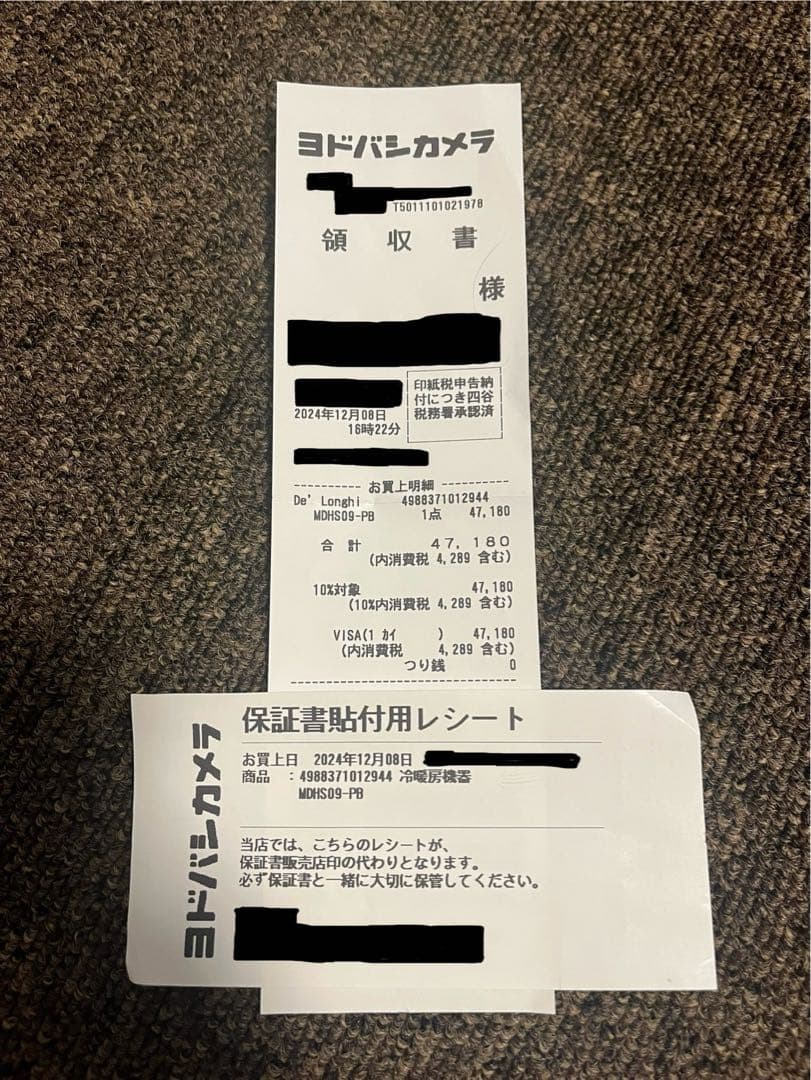 ヨドバシカメラ
T5011101021978
領 収 書
様
印紙税申告納
付につき四谷
税務署承認済
2024年12月08日
16時22分
---------- お買上明細 ----------
De' Longhi 4988371012944
MDHS09-PB 1点 47,180
合 計 47,180
(内消費税 4,289 含む)
10%対象 47,180
(10%内消費税 4,289 含む)
VISA(1 カイ ) 47,180
(内消費税 4,289 含む)
つり銭 0
ヨドバシカメラ
保証書貼付用レシート
お買上日 2024年12月08日
商品 :4988371012944 冷暖房機器
MDHS09-PB
当店では、こちらのレシートが、
保証書販売店印の代わりとなります。
必ず保証書と一緒に大切に保管してください。